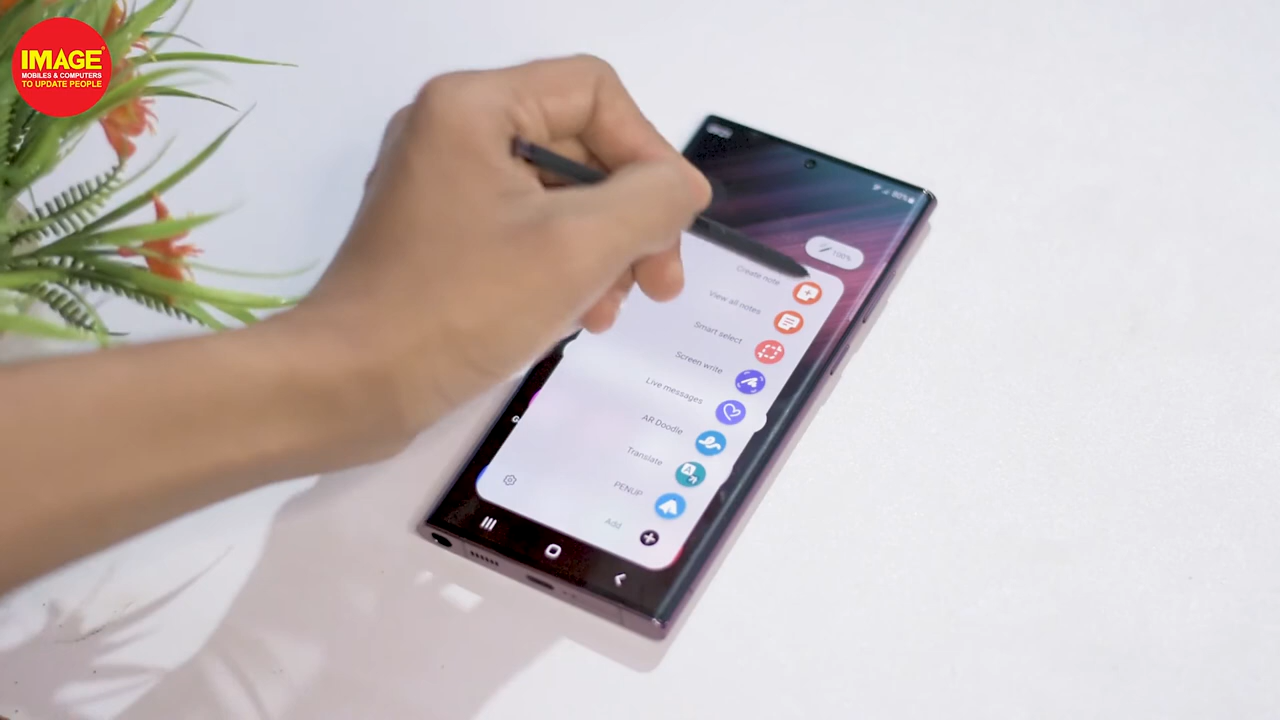 IMAGE
MOBILES & COMPUTERS
TO UPDATE PEOPLE
100%
Create note
View all notes
Smart select
Screen write
Live messages
AR Doodle
Translate
PENUP
Add